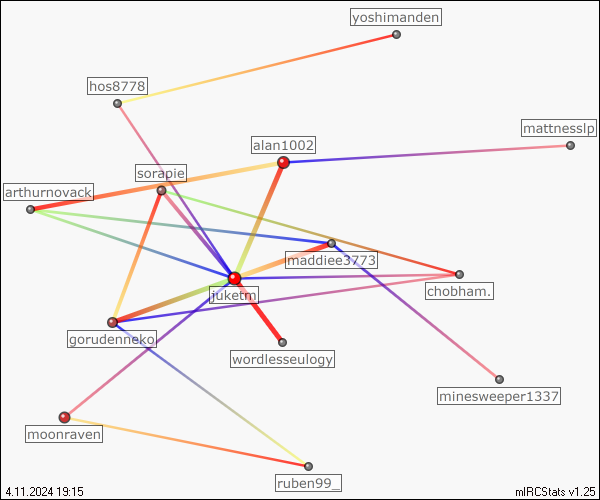 yoshimanden
hos8778
mattnesslp
alan1002
sorapie
arthurnovack
maddiee3773
chobham.
juketm
gorudenneko
wordlesseulogy
minesweeper1337
moonraven
ruben99_
4.11.2024 19:15
mIRCStats v1.25